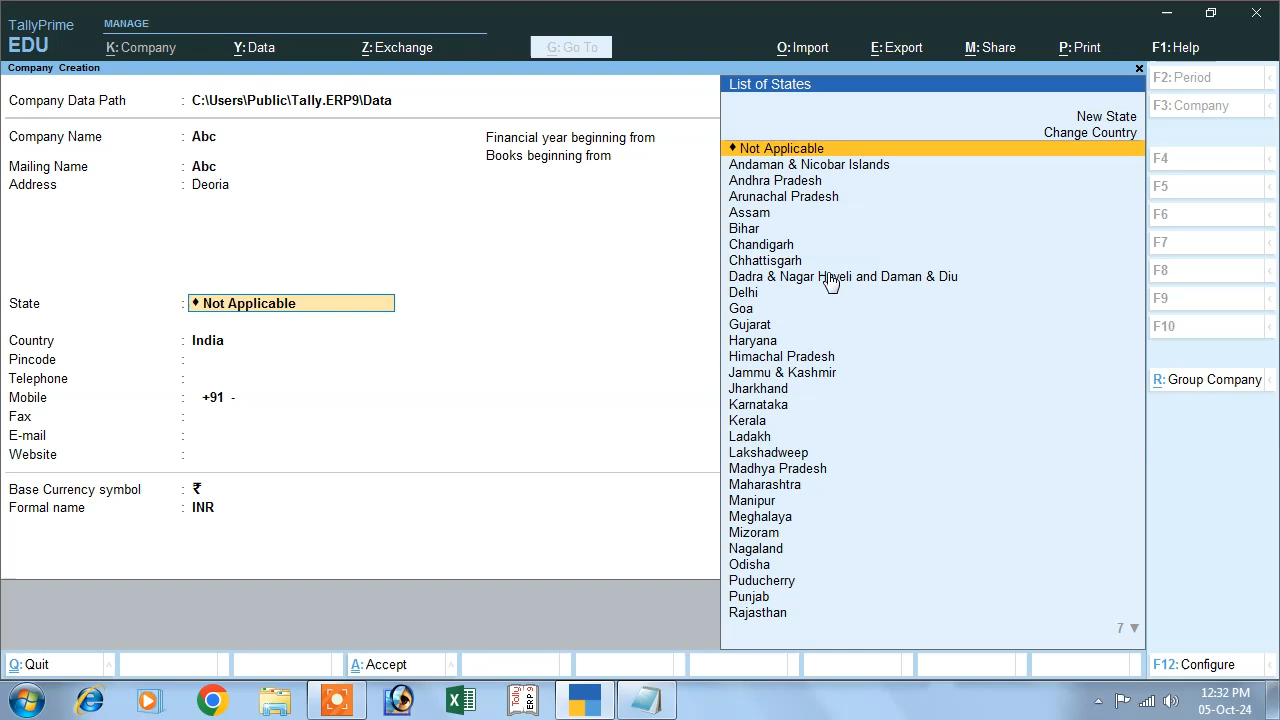 TallyPrime
EDU
MANAGE
K: Company
Y: Data
Z: Exchange
G: Go To
O: Import
E: Export
M: Share
P: Print
F1: Help
Company Creation
Company Data Path : C:\Users\Public\Tally.ERP9\Data
Company Name : Abc
Mailing Name : Abc
Address : Deoria
Financial year beginning from
Books beginning from
State : ♦ Not Applicable
Country : India
Pincode :
Telephone :
Mobile : +91 -
Fax :
E-mail :
Website :
Base Currency symbol : ₹
Formal name : INR
List of States
New State
Change Country
♦ Not Applicable
Andaman & Nicobar Islands
Andhra Pradesh
Arunachal Pradesh
Assam
Bihar
Chandigarh
Chhattisgarh
Dadra & Nagar Haveli and Daman & Diu
Delhi
Goa
Gujarat
Haryana
Himachal Pradesh
Jammu & Kashmir
Jharkhand
Karnataka
Kerala
Ladakh
Lakshadweep
Madhya Pradesh
Maharashtra
Manipur
Meghalaya
Mizoram
Nagaland
Odisha
Puducherry
Punjab
Rajasthan
7 ▼
F2: Period
F3: Company
F4
F5
F6
F7
F8
F9
F10
R: Group Company
Q: Quit
A: Accept
F12: Configure
Tally
ERP 9
12:32 PM
05-Oct-24